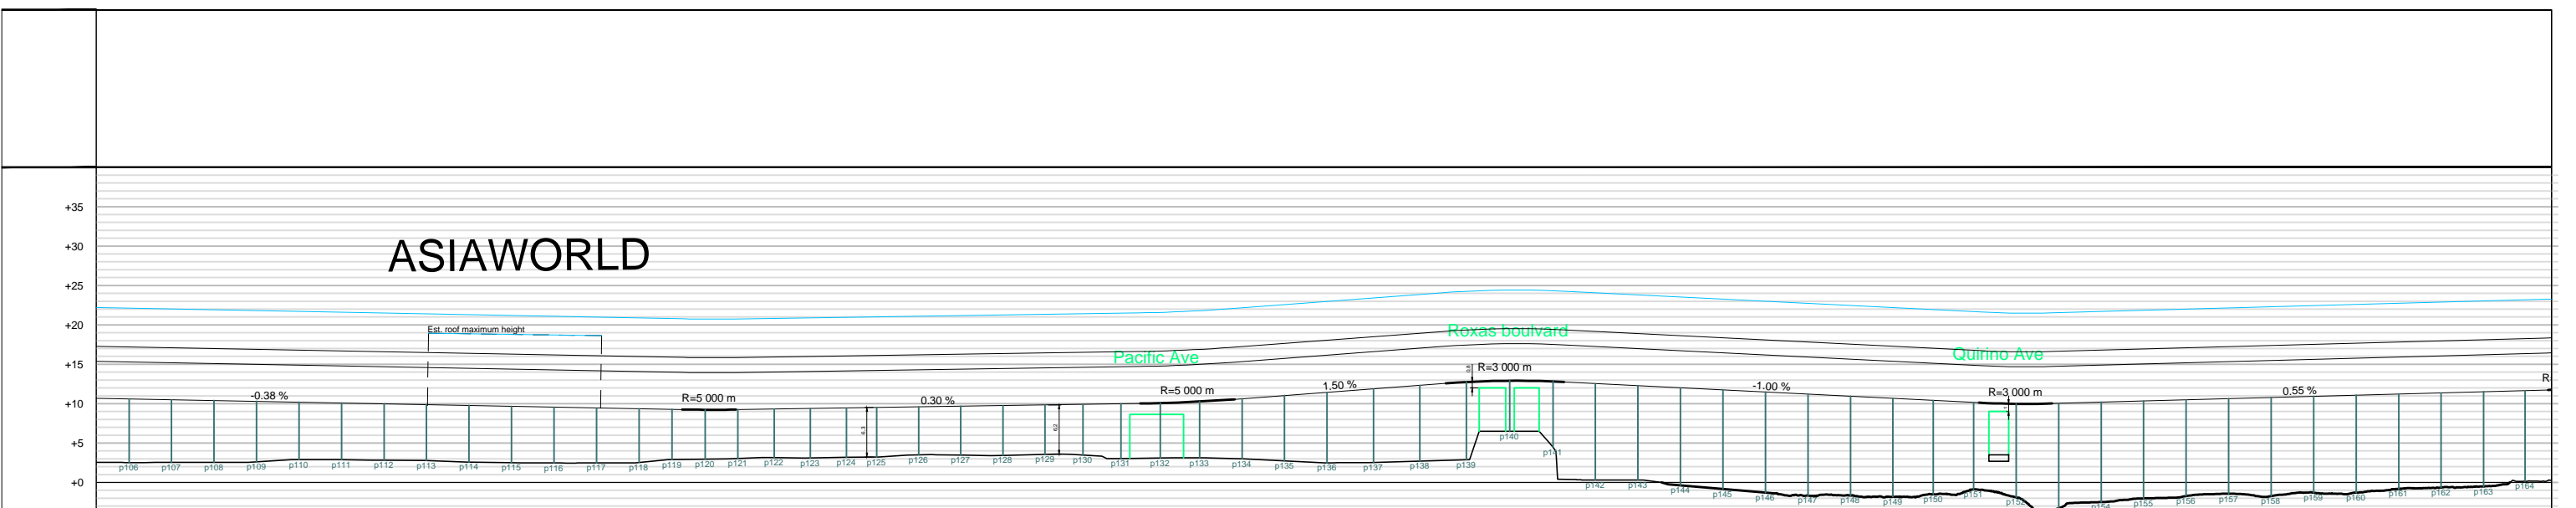 +35
+30
ASIAWORLD
+25
+20
Est. roof maximum height
Roxas boulvard
Pacific Ave
Quirino Ave
+15
R=3 000 m
R
-0.38 %
R=5 000 m
0.30 %
R=5 000 m
1,50 %
-1.00 %
R=3 000 m
0.55 %
+10
+5
+0
p106
p107
p108
p109
p110
p111
p112
p113
p114
p115
p116
p117
p118
p119
p120
p121
p122
p123
p124
p125
p126
p127
p128
p129
p130
p131
p132
p133
p134
p135
p136
p137
p138
p139
p140
p141
p142
p143
p144
p145
p146
p147
p148
p149
p150
p151
p152
p154
p155
p156
p157
p158
p159
p160
p161
p162
p163
p164